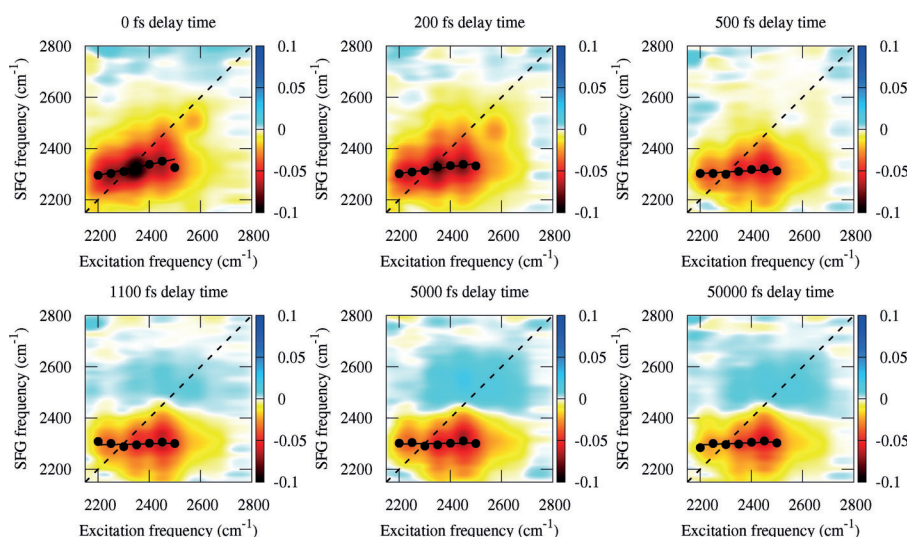 0 fs delay time
200 fs delay time
500 fs delay time
2800
0.1
2800
0.1
2800
0.1
SFG frequency (cm⁻¹)
2600
0.05
SFG frequency (cm⁻¹)
2600
0.05
SFG frequency (cm⁻¹)
2600
0.05
0
0
0
2400
2400
2400
-0.05
-0.05
-0.05
2200
2200
2200
-0.1
-0.1
-0.1
2200 2400 2600 2800
2200 2400 2600 2800
2200 2400 2600 2800
Excitation frequency (cm⁻¹)
Excitation frequency (cm⁻¹)
Excitation frequency (cm⁻¹)
1100 fs delay time
5000 fs delay time
50000 fs delay time
2800
0.1
2800
0.1
2800
0.1
SFG frequency (cm⁻¹)
2600
0.05
SFG frequency (cm⁻¹)
2600
0.05
SFG frequency (cm⁻¹)
2600
0.05
0
0
0
2400
2400
2400
-0.05
-0.05
-0.05
2200
2200
2200
-0.1
-0.1
-0.1
2200 2400 2600 2800
2200 2400 2600 2800
2200 2400 2600 2800
Excitation frequency (cm⁻¹)
Excitation frequency (cm⁻¹)
Excitation frequency (cm⁻¹)